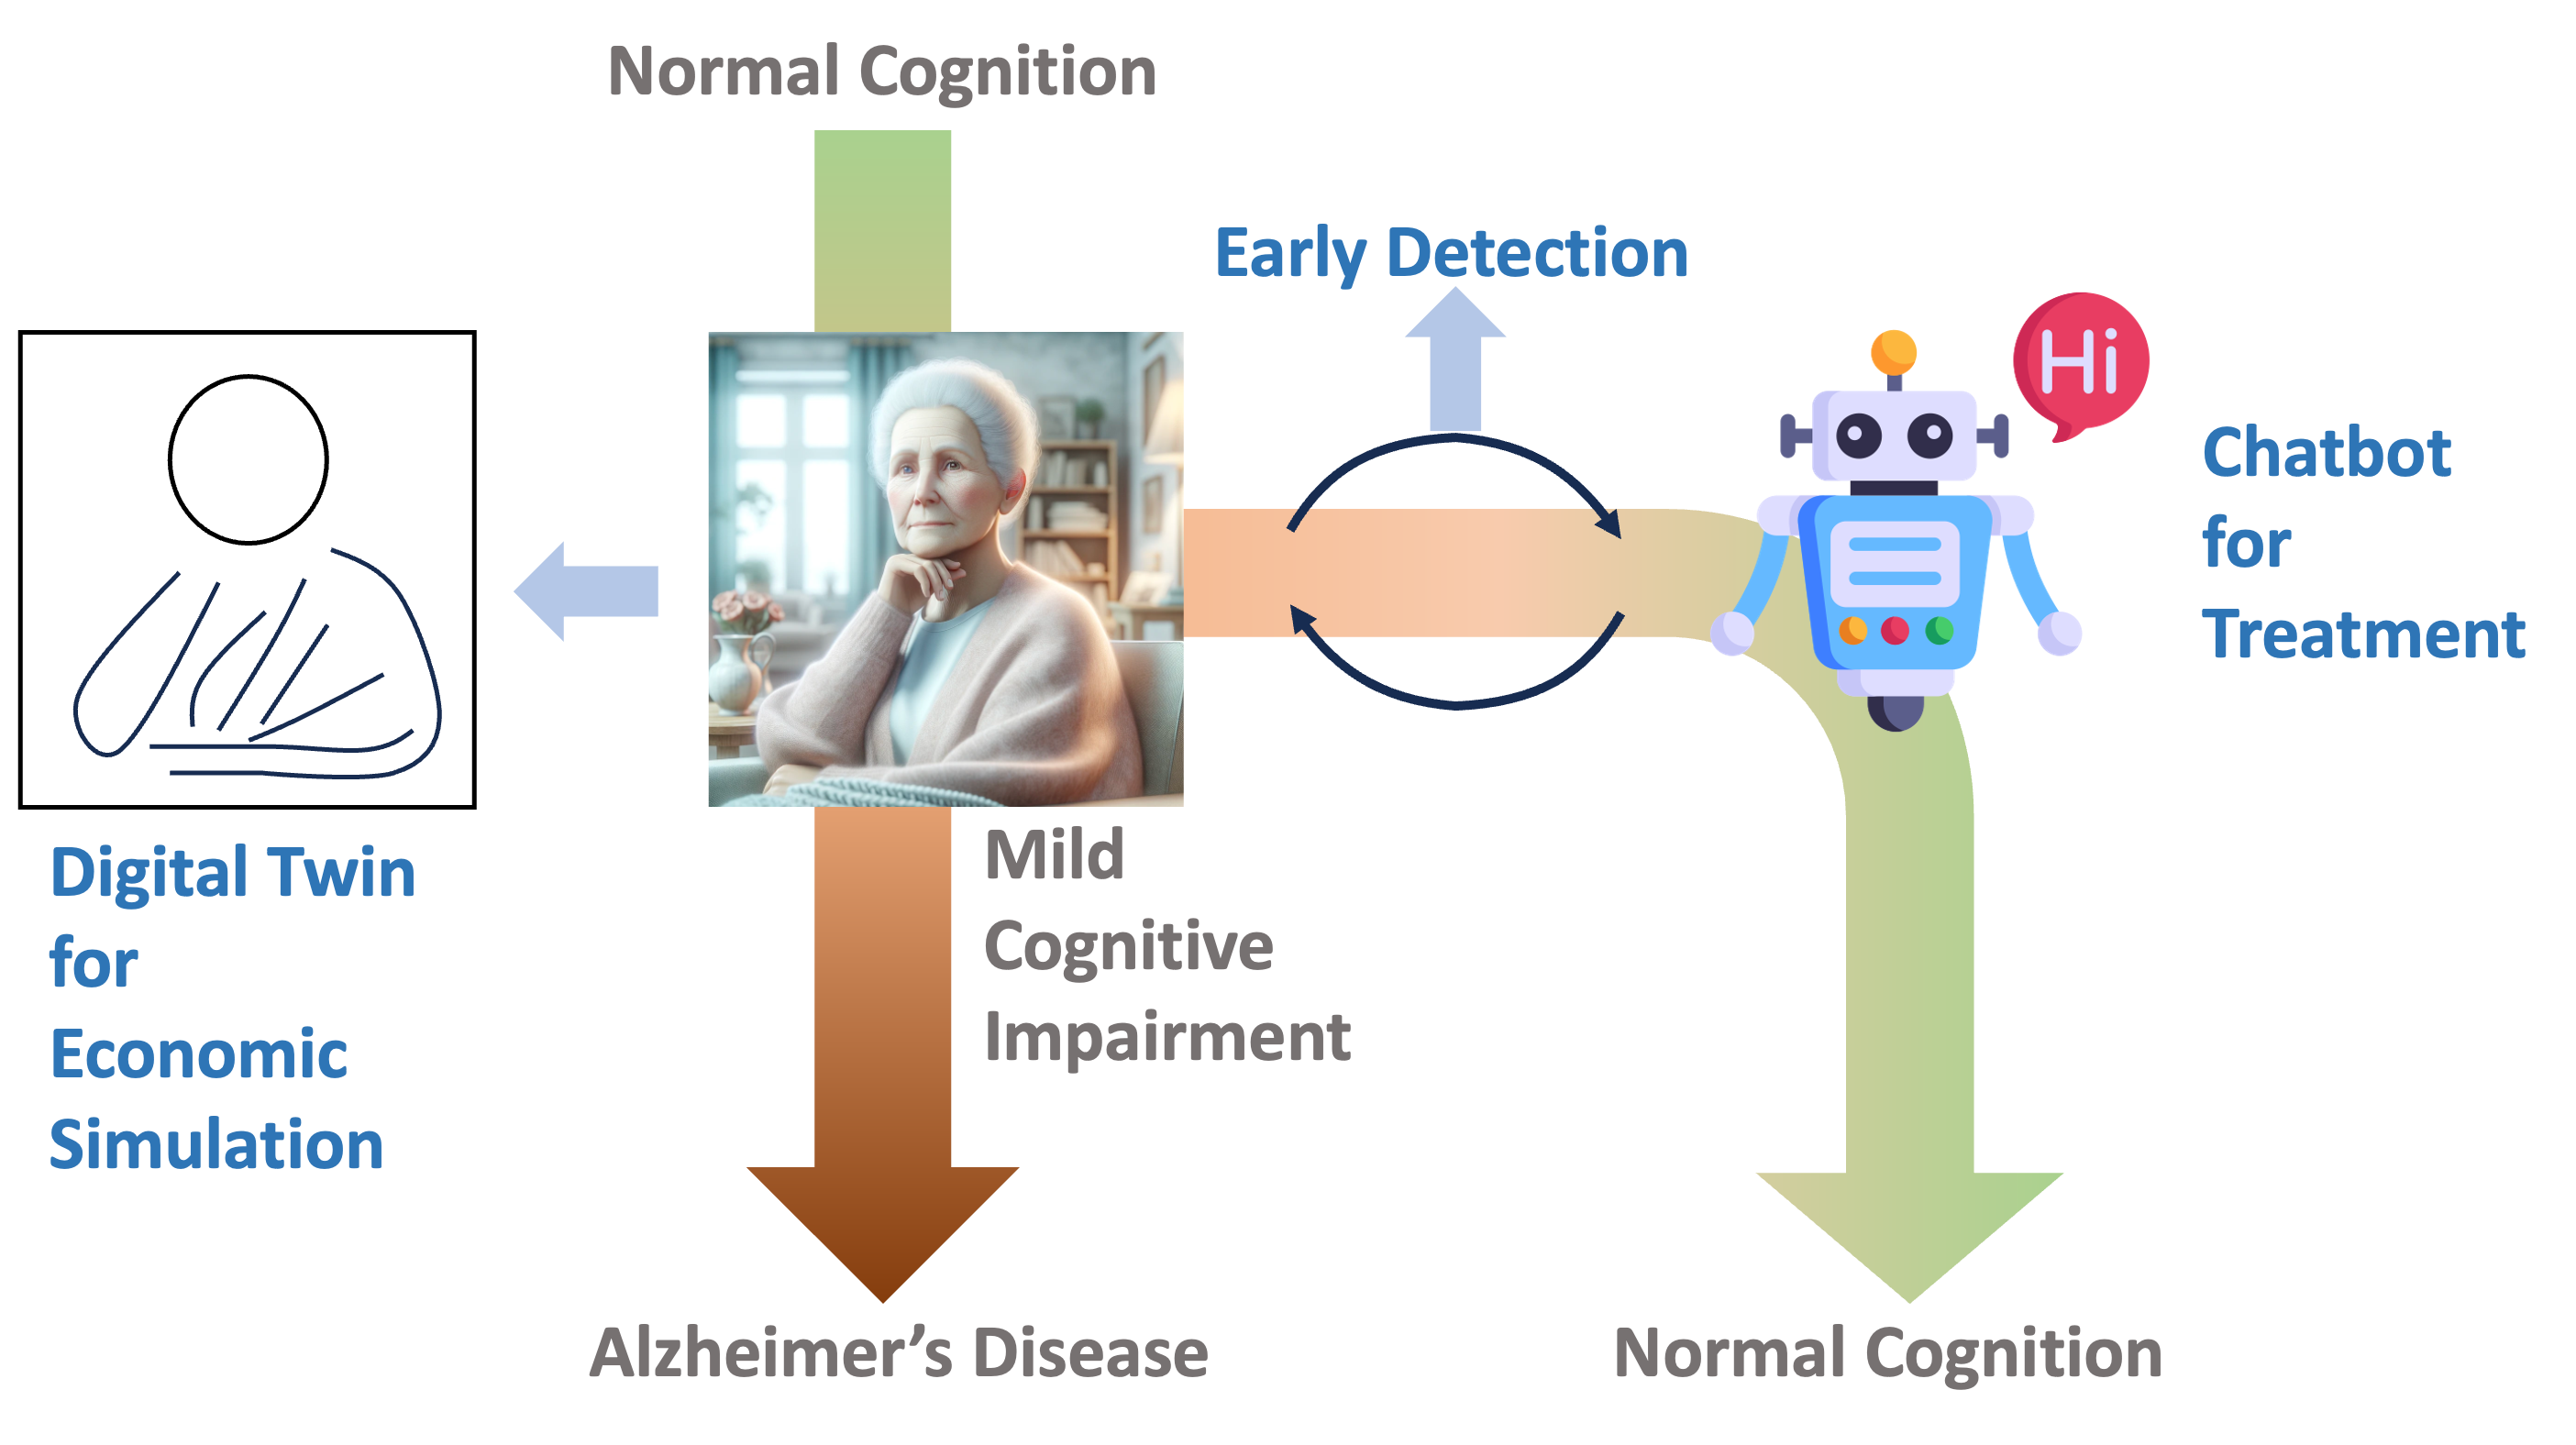 Normal Cognition
Early Detection
Hi
Chatbot
for
Treatment
Digital Twin
for
Economic
Simulation
Mild
Cognitive
Impairment
Alzheimer’s Disease
Normal Cognition